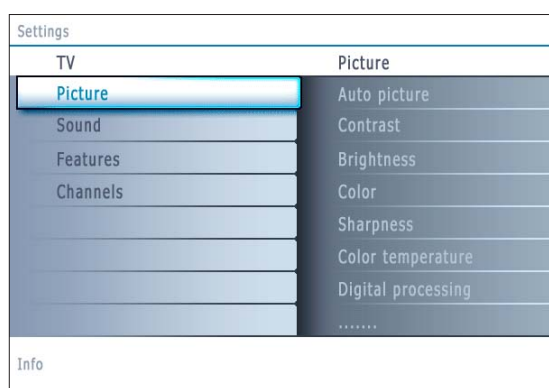 Settings
TV
Picture
Sound
Features
Channels
Picture
Auto picture
Contrast
Brightness
Color
Sharpness
Color temperature
Digital processing
.......
Info